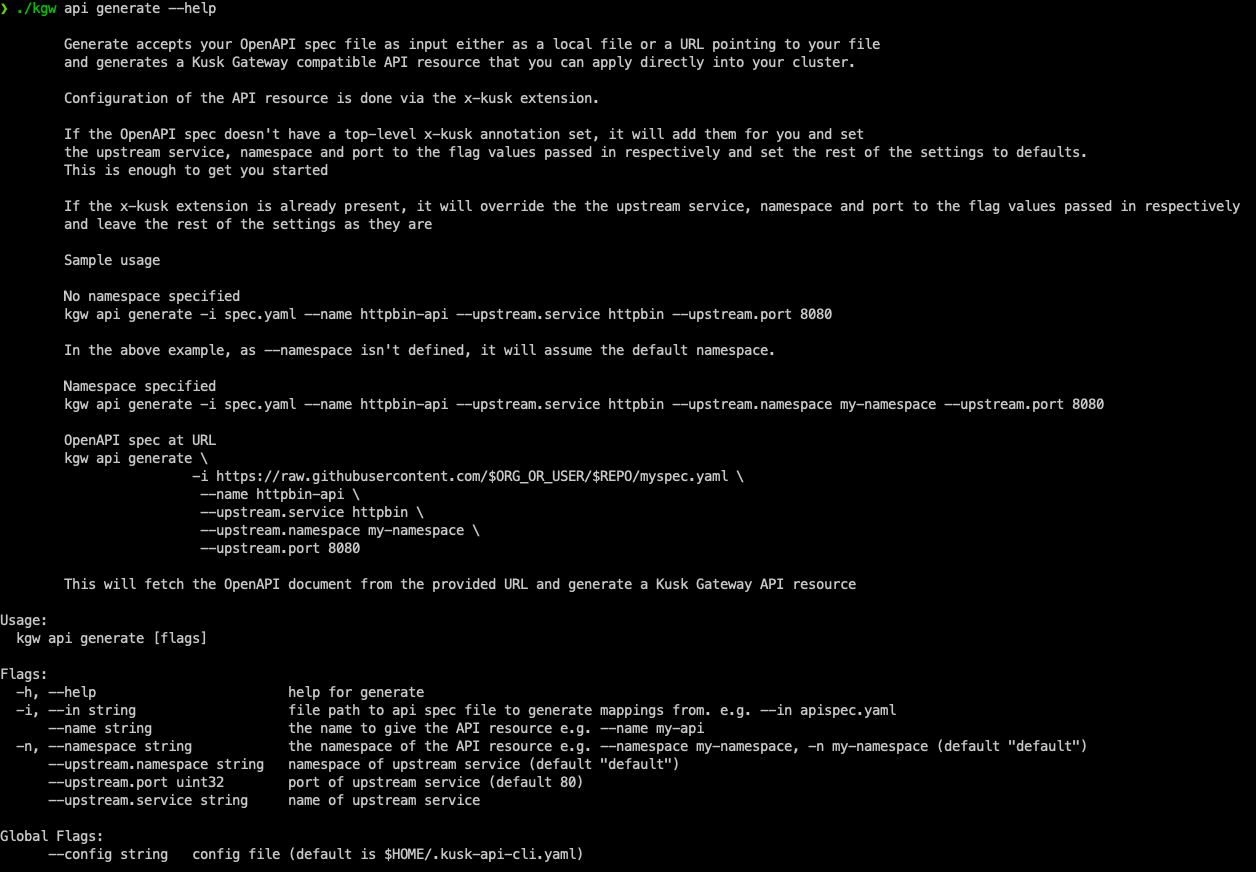 ❯ ./kgw api generate --help
Generate accepts your OpenAPI spec file as input either as a local file or a URL pointing to your file
and generates a Kusk Gateway compatible API resource that you can apply directly into your cluster.
Configuration of the API resource is done via the x-kusk extension.
If the OpenAPI spec doesn't have a top-level x-kusk annotation set, it will add them for you and set
the upstream service, namespace and port to the flag values passed in respectively and set the rest of the settings to defaults.
This is enough to get you started
If the x-kusk extension is already present, it will override the the upstream service, namespace and port to the flag values passed in respectively
and leave the rest of the settings as they are
Sample usage
No namespace specified
kgw api generate -i spec.yaml --name httpbin-api --upstream.service httpbin --upstream.port 8080
In the above example, as --namespace isn't defined, it will assume the default namespace.
Namespace specified
kgw api generate -i spec.yaml --name httpbin-api --upstream.service httpbin --upstream.namespace my-namespace --upstream.port 8080
OpenAPI spec at URL
kgw api generate \
-i https://raw.githubusercontent.com/$ORG_OR_USER/$REPO/myspec.yaml \
--name httpbin-api \
--upstream.service httpbin \
--upstream.namespace my-namespace \
--upstream.port 8080
This will fetch the OpenAPI document from the provided URL and generate a Kusk Gateway API resource
Usage:
kgw api generate [flags]
Flags:
-h, --help help for generate
-i, --in string file path to api spec file to generate mappings from. e.g. --in apispec.yaml
--name string the name to give the API resource e.g. --name my-api
-n, --namespace string the namespace of the API resource e.g. --namespace my-namespace, -n my-namespace (default "default")
--upstream.namespace string namespace of upstream service (default "default")
--upstream.port uint32 port of upstream service (default 80)
--upstream.service string name of upstream service
Global Flags:
--config string config file (default is $HOME/.kusk-api-cli.yaml)